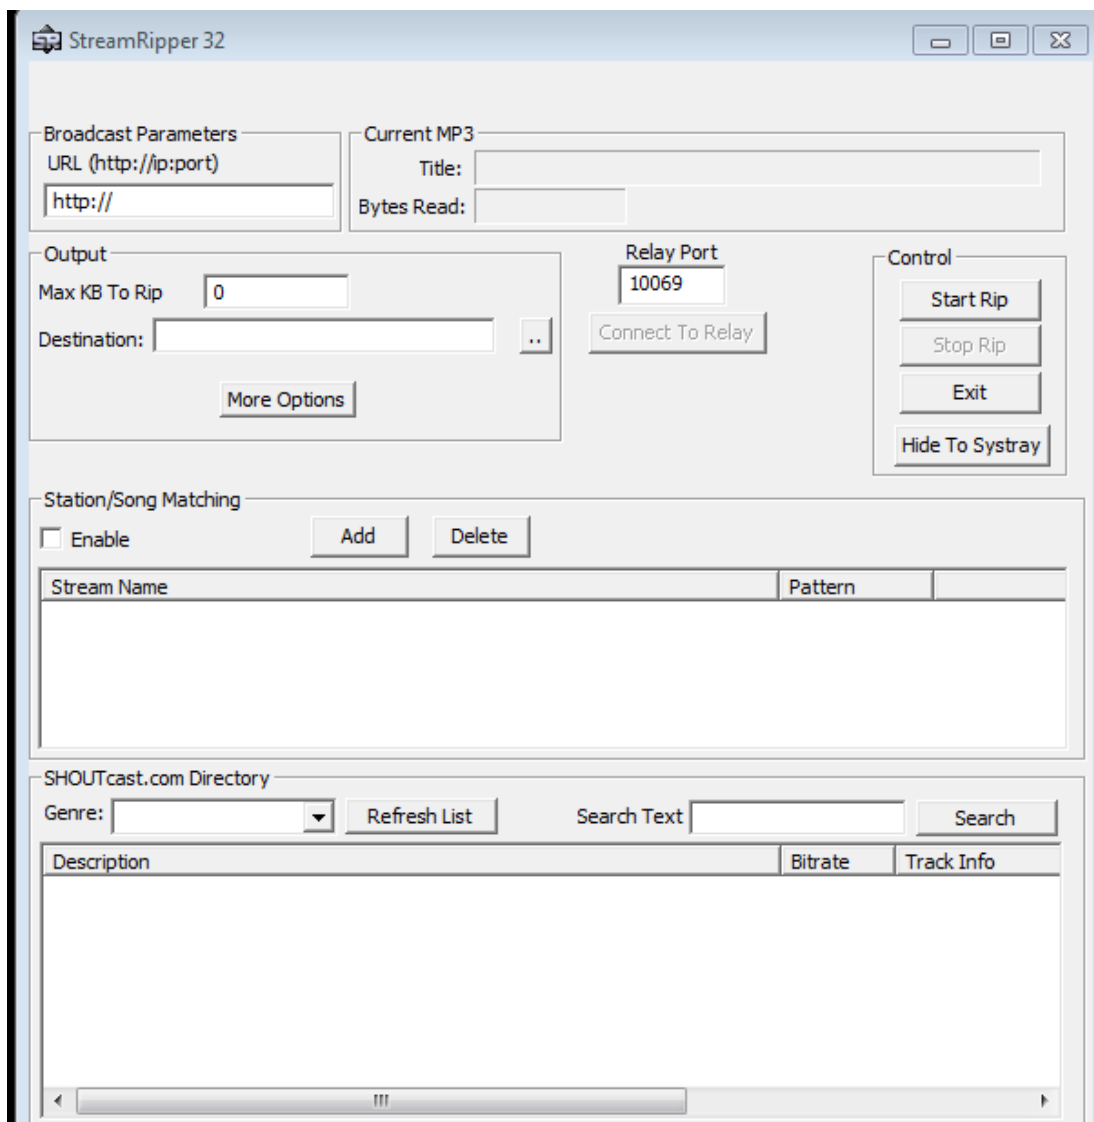 StreamRipper 32
Broadcast Parameters
URL (http://ip:port)
http://
Current MP3
Title:
Bytes Read:
Output
Max KB To Rip 0
Destination: ..
More Options
Relay Port
10069
Connect To Relay
Control
Start Rip
Stop Rip
Exit
Hide To Systray
Station/Song Matching
Enable Add Delete
Stream Name Pattern
SHOUTcast.com Directory
Genre: Refresh List Search Text Search
Description Bitrate Track Info